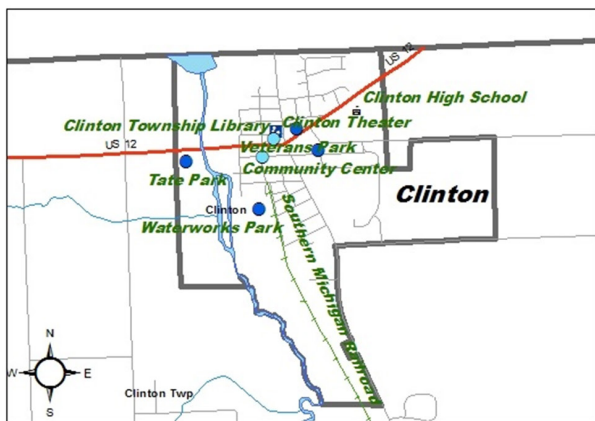 US 12
Clinton High School
Clinton Township Library
Clinton Theater
US 12
Veterans Park
Community Center
Tate Park
Clinton
Clinton
Waterworks Park
Southern Michigan Railroad
N
W
E
S
Clinton Twp